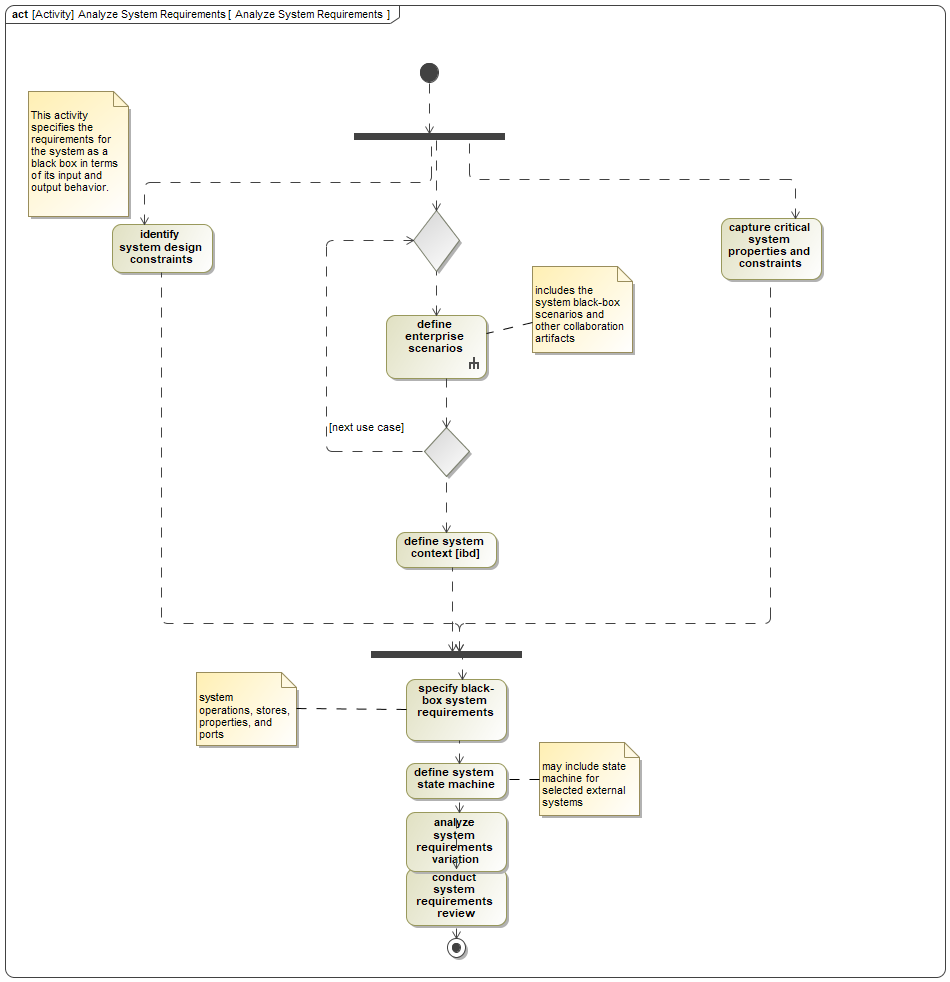 act [Activity] Analyze System Requirements [ Analyze System Requirements ]
This activity
specifies the
requirements for
the system as a
black box in terms
of its input and
output behavior.
identify
system design
constraints
capture critical
system
properties and
constraints
includes the
system black-box
scenarios and
other collaboration
artifacts
define
enterprise
scenarios
[next use case]
define system
context [ibd]
specify black-
box system
requirements
system
operations, stores,
properties, and
ports
define system
state machine
may include state
machine for
selected external
systems
analyze
system
requirements
variation
conduct
system
requirements
review